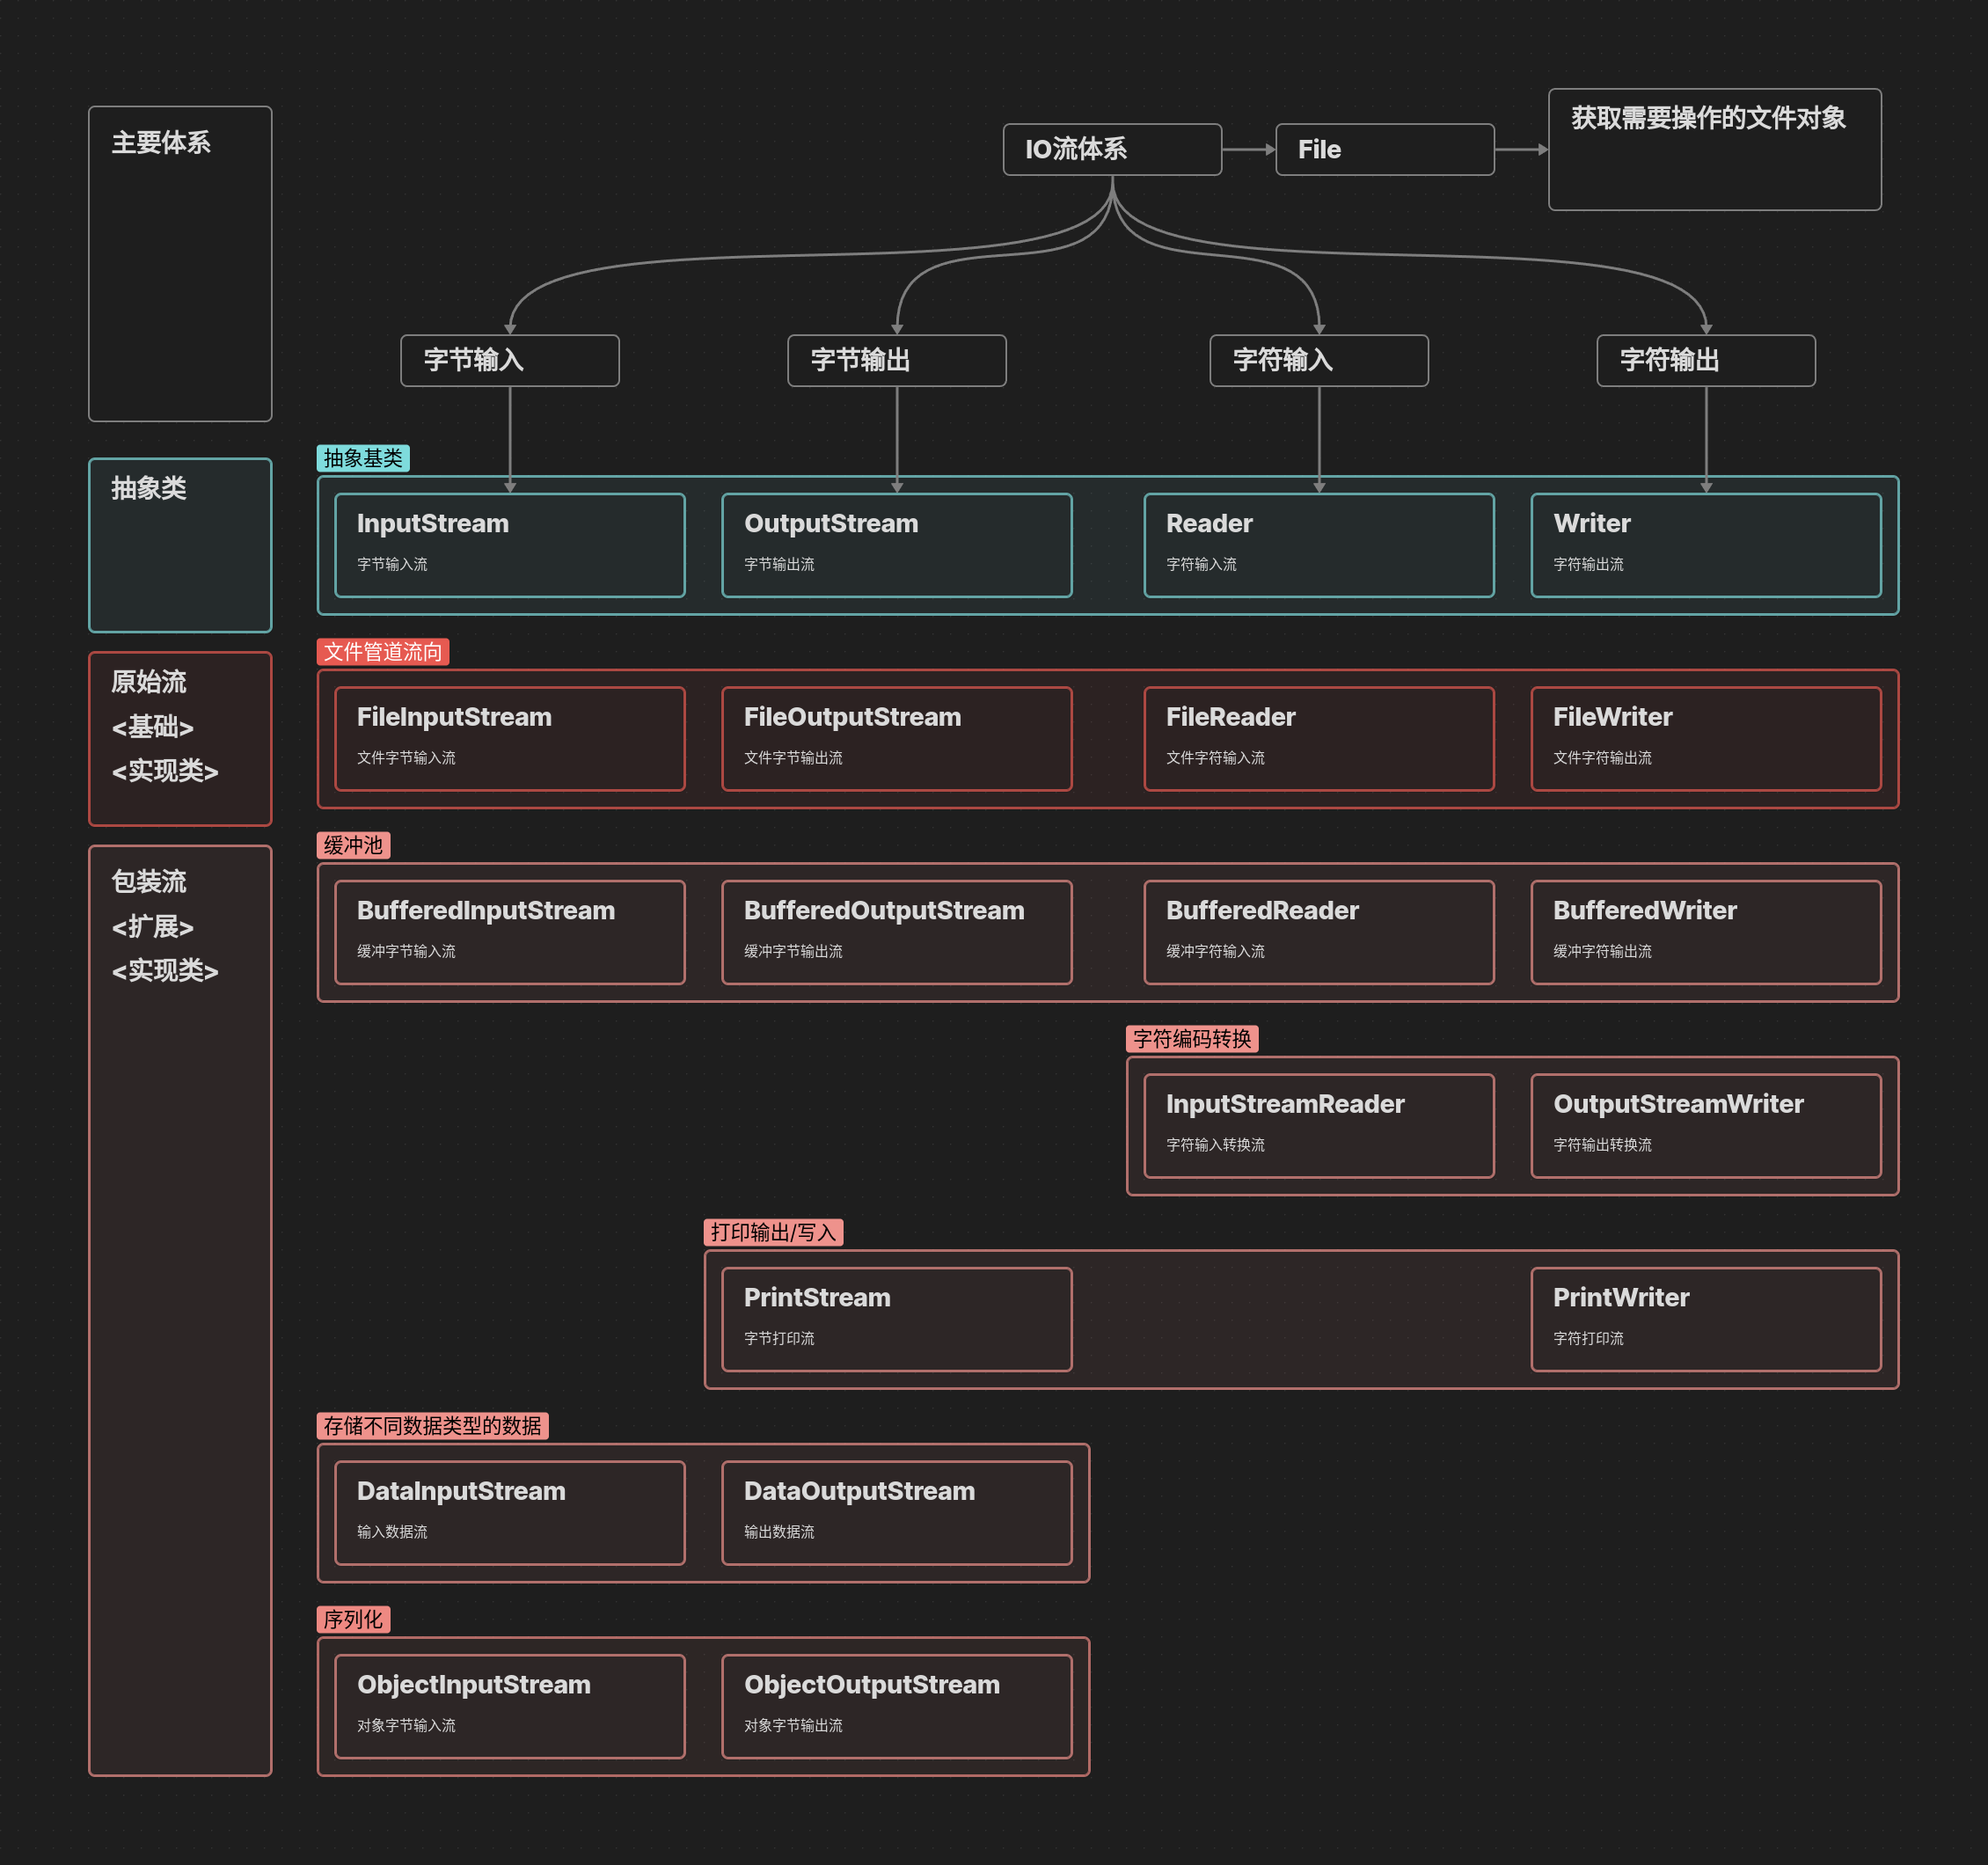 主要体系
IO流体系
File
获取需要操作的文件对象
字节输入
字节输出
字符输入
字符输出
抽象类
抽象基类
InputStream
字节输入流
OutputStream
字节输出流
Reader
字符输入流
Writer
字符输出流
原始流
<基础>
<实现类>
文件管道流向
FileInputStream
文件字节输入流
FileOutputStream
文件字节输出流
FileReader
文件字符输入流
FileWriter
文件字符输出流
包装流
<扩展>
<实现类>
缓冲池
BufferedInputStream
缓冲字节输入流
BufferedOutputStream
缓冲字节输出流
BufferedReader
缓冲字符输入流
BufferedWriter
缓冲字符输出流
字符编码转换
InputStreamReader
字符输入转换流
OutputStreamWriter
字符输出转换流
打印输出/写入
PrintStream
字节打印流
PrintWriter
字符打印流
存储不同数据类型的数据
DataInputStream
输入数据流
DataOutputStream
输出数据流
序列化
ObjectInputStream
对象字节输入流
ObjectOutputStream
对象字节输出流